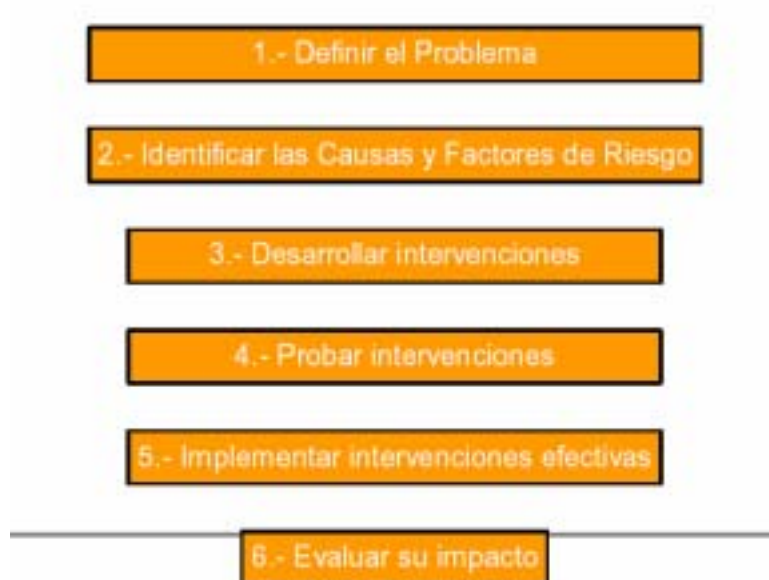 1.- Definir el Problema
2.- Identificar las Causas y Factores de Riesgo
3.- Desarrollar intervenciones
4.- Probar intervenciones
5.- Implementar intervenciones efectivas
6.- Evaluar su impacto